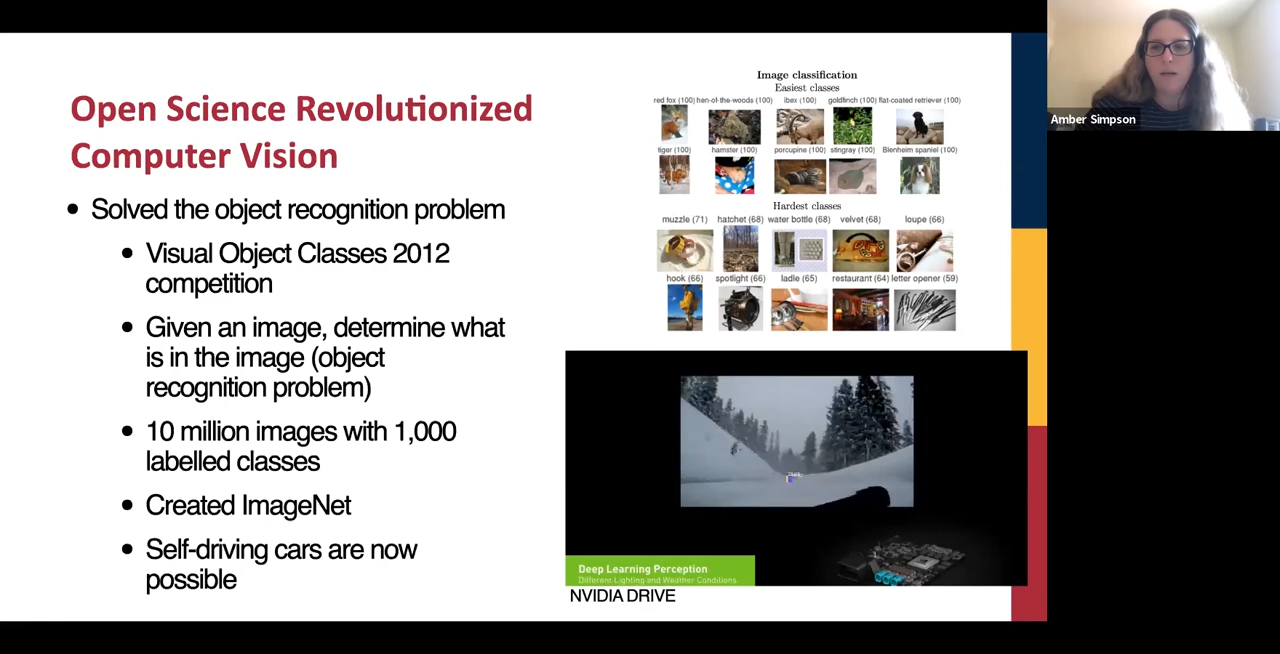 Open Science Revolutionized
Computer Vision
• Solved the object recognition problem
• Visual Object Classes 2012
competition
• Given an image, determine what
is in the image (object
recognition problem)
• 10 million images with 1,000
labelled classes
• Created ImageNet
• Self-driving cars are now
possible
Image classification
Easiest classes
red fox (100) hen-of-the-woods (100) ibex (100) goldfinch (100) flat-coated retriever (100)
tiger (100) hamster (100) porcupine (100) stingray (100) Blenheim spaniel (100)
Hardest classes
muzzle (71) hatchet (68) water bottle (68) velvet (68) loupe (66)
hook (66) spotlight (66) ladle (65) restaurant (64) letter opener (59)
Deep Learning Perception
Different Lighting and Weather Conditions
NVIDIA DRIVE
Amber Simpson